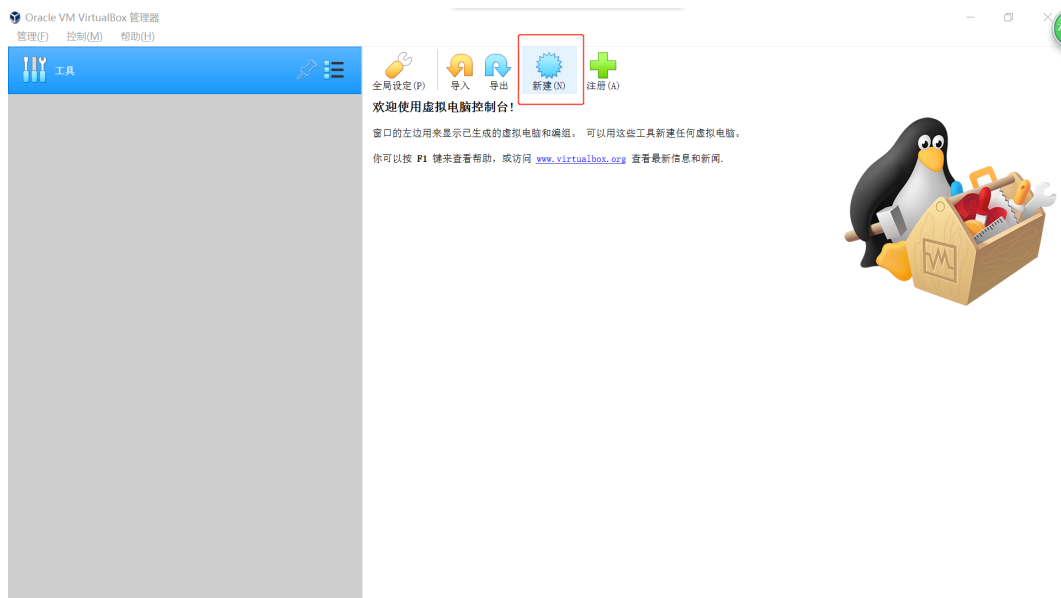 Oracle VM VirtualBox 管理器
管理(F) 控制(M) 帮助(H)
工具
全局设定(P) 导入 导出 新建(N) 注册(A)
欢迎使用虚拟电脑控制台!
窗口的左边用来显示已生成的虚拟电脑和编组。 可以用这些工具新建任何虚拟电脑。
你可以按 F1 键来查看帮助，或访问 www.virtualbox.org 查看最新信息和新闻.